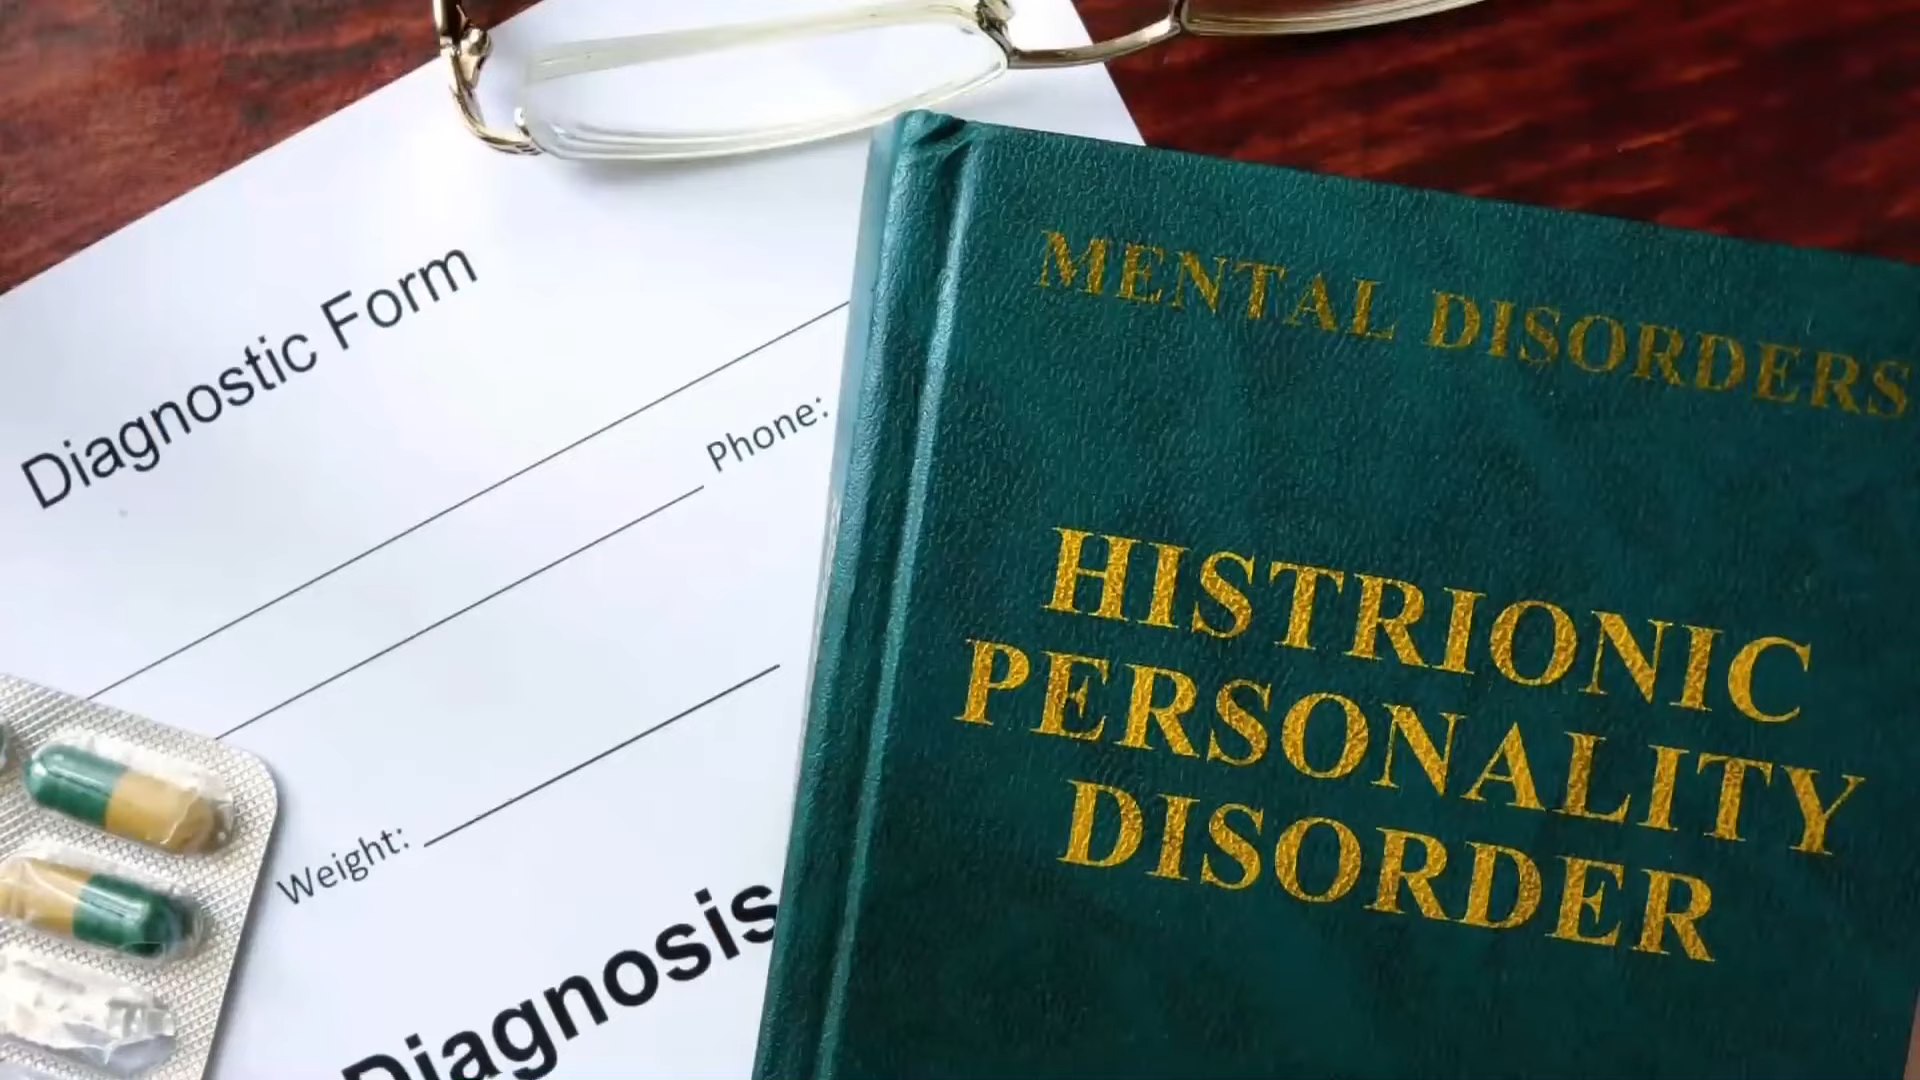 Diagnostic Form
Phone:
Weight:
Diagnosis
MENTAL DISORDERS
HISTRIONIC
PERSONALITY
DISORDER